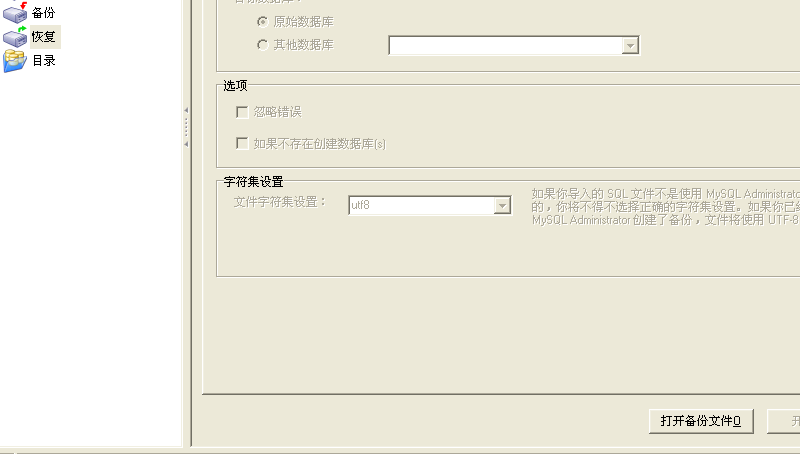 备份
恢复
目录
原始数据库
其他数据库
选项
忽略错误
如果不存在创建数据库(s)
字符集设置
文件字符集设置：
utf8
如果你导入的 SQL 文件不是使用 MySQL Administrato
的，你将不得不选择正确的字符集设置。如果你已经
MySQL Administrator 创建了备份，文件将使用 UTF-8
打开备份文件O